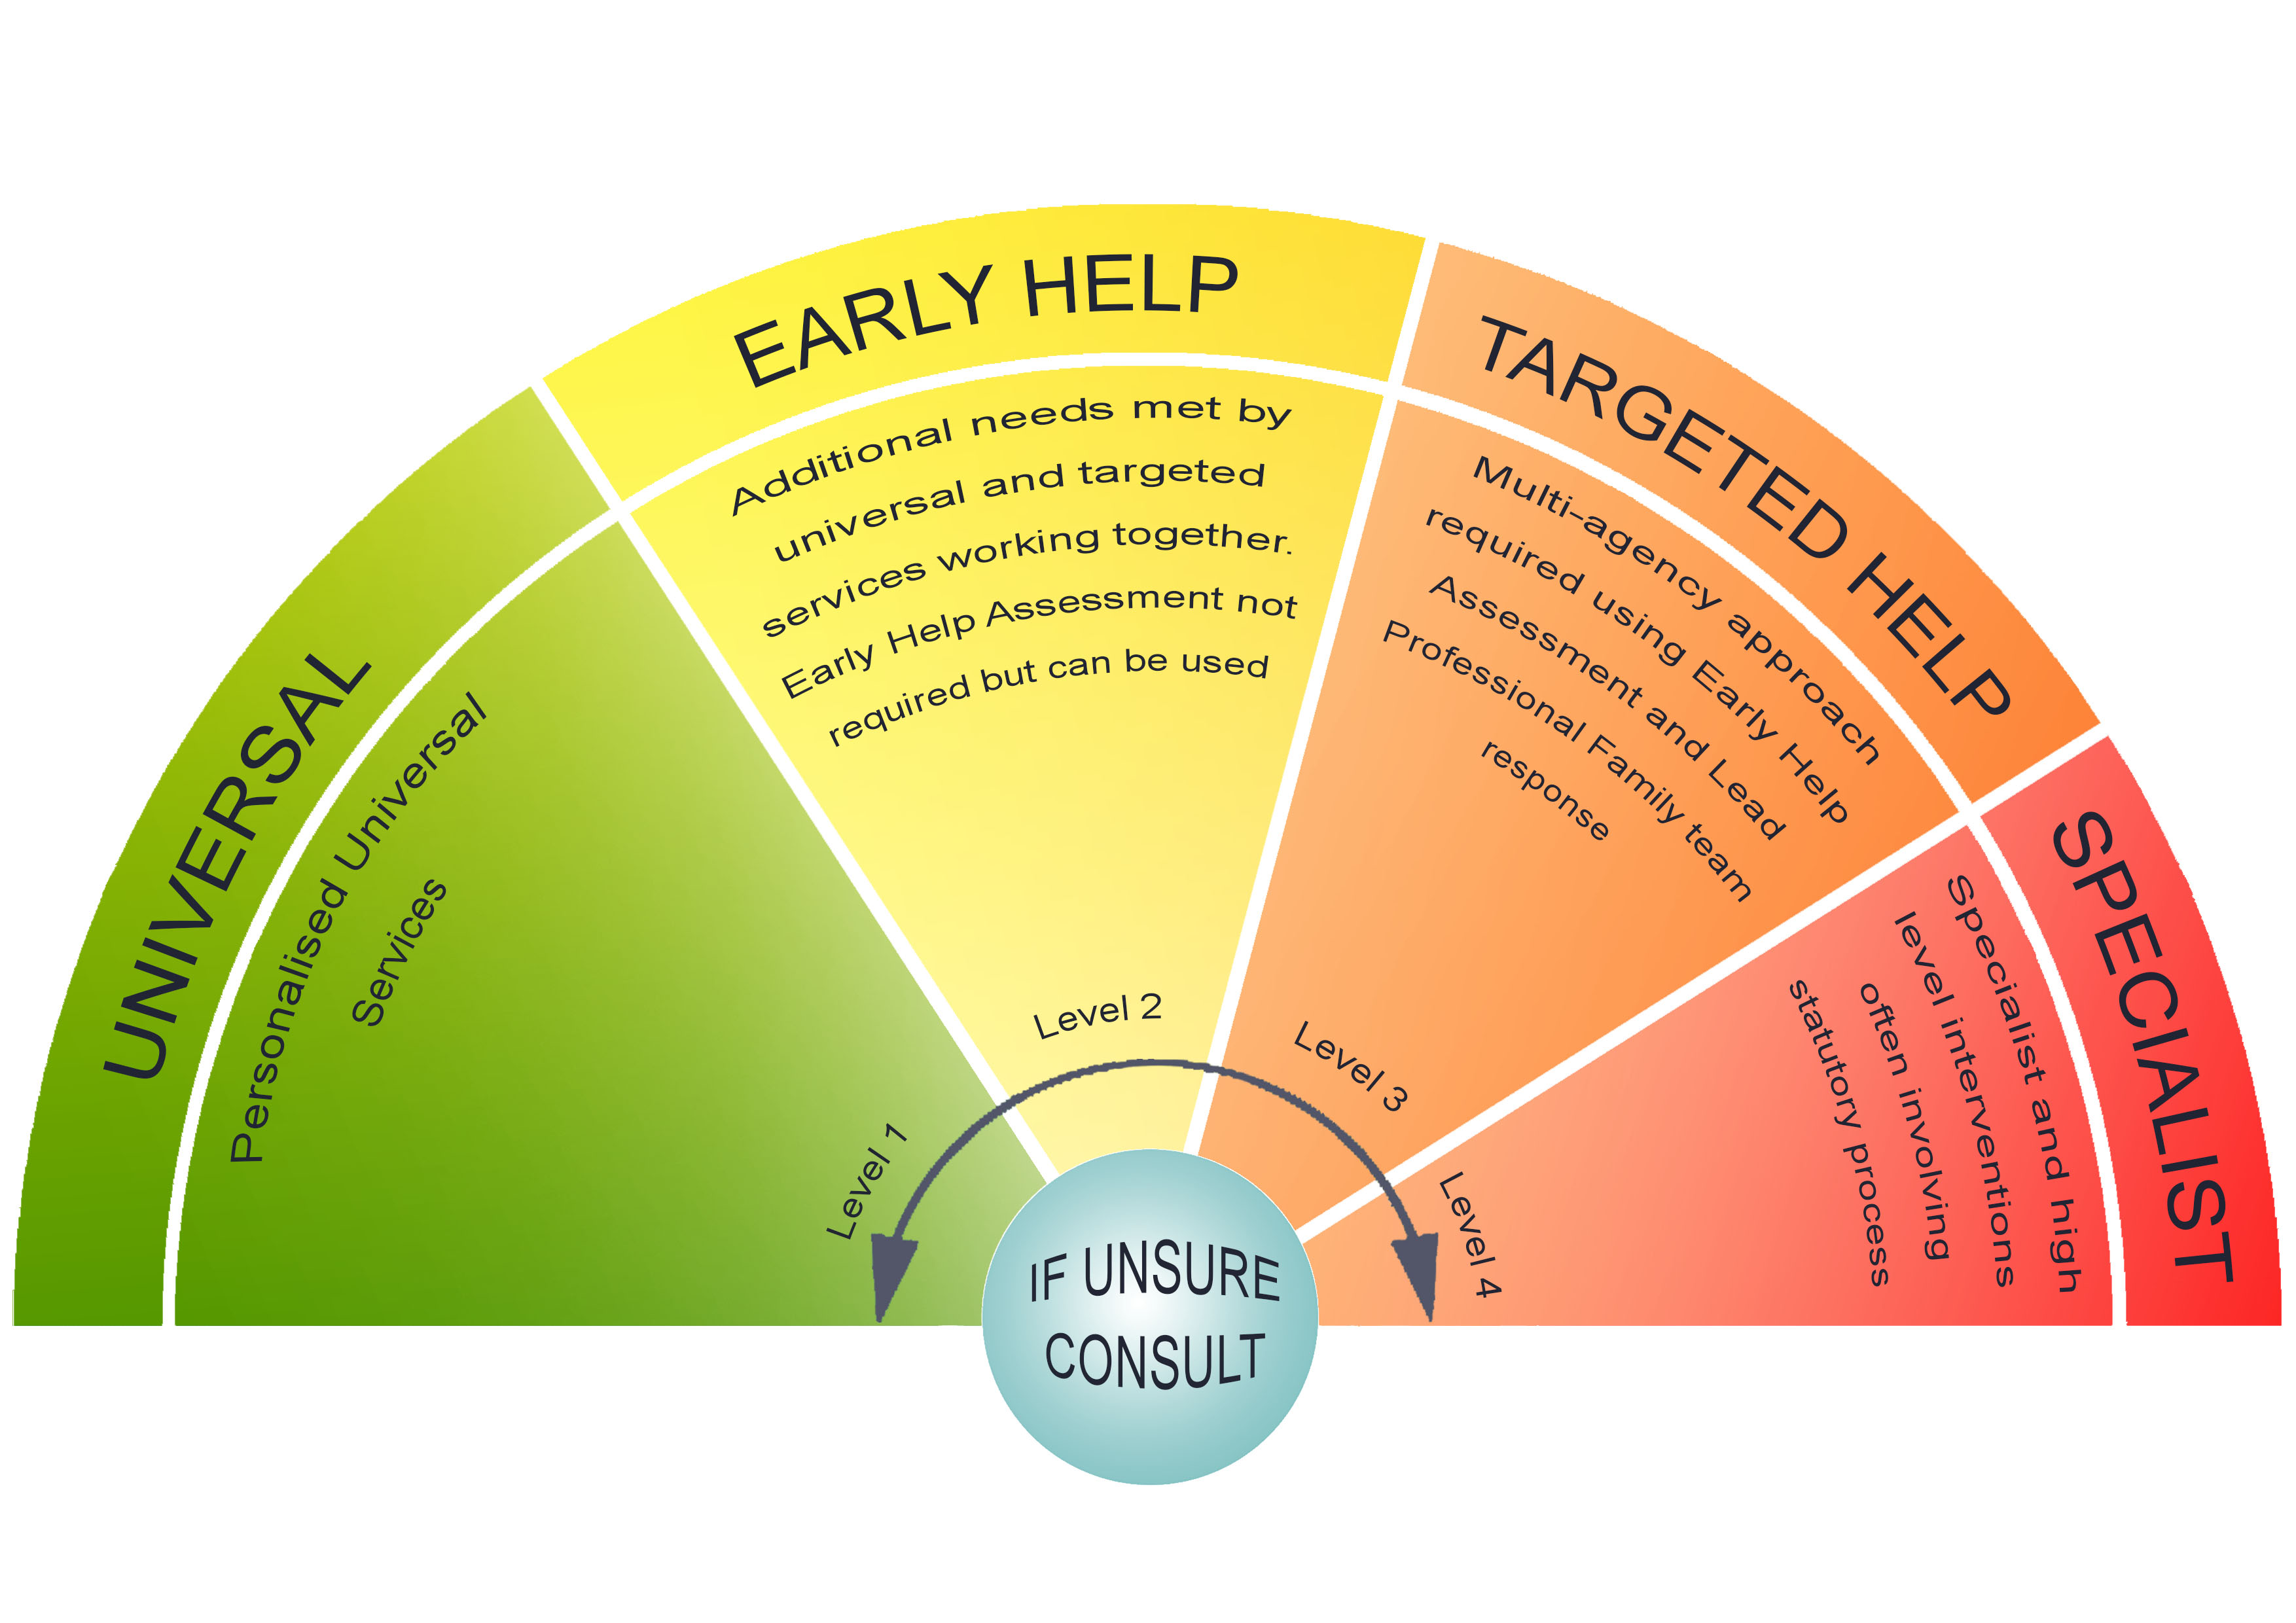 UNIVERSAL
Personalised Universal
Services
Level 1
EARLY HELP
Additional needs met by
universal and targeted
services working together.
Early Help Assessment not
required but can be used
Level 2
TARGETED HELP
Multi-agency approach
required using Early Help
Assessment and Lead
Professional Family team
response
Level 3
SPECIALIST
Specialist and high
level interventions
often involving
statutory process
Level 4
IF UNSURE
CONSULT